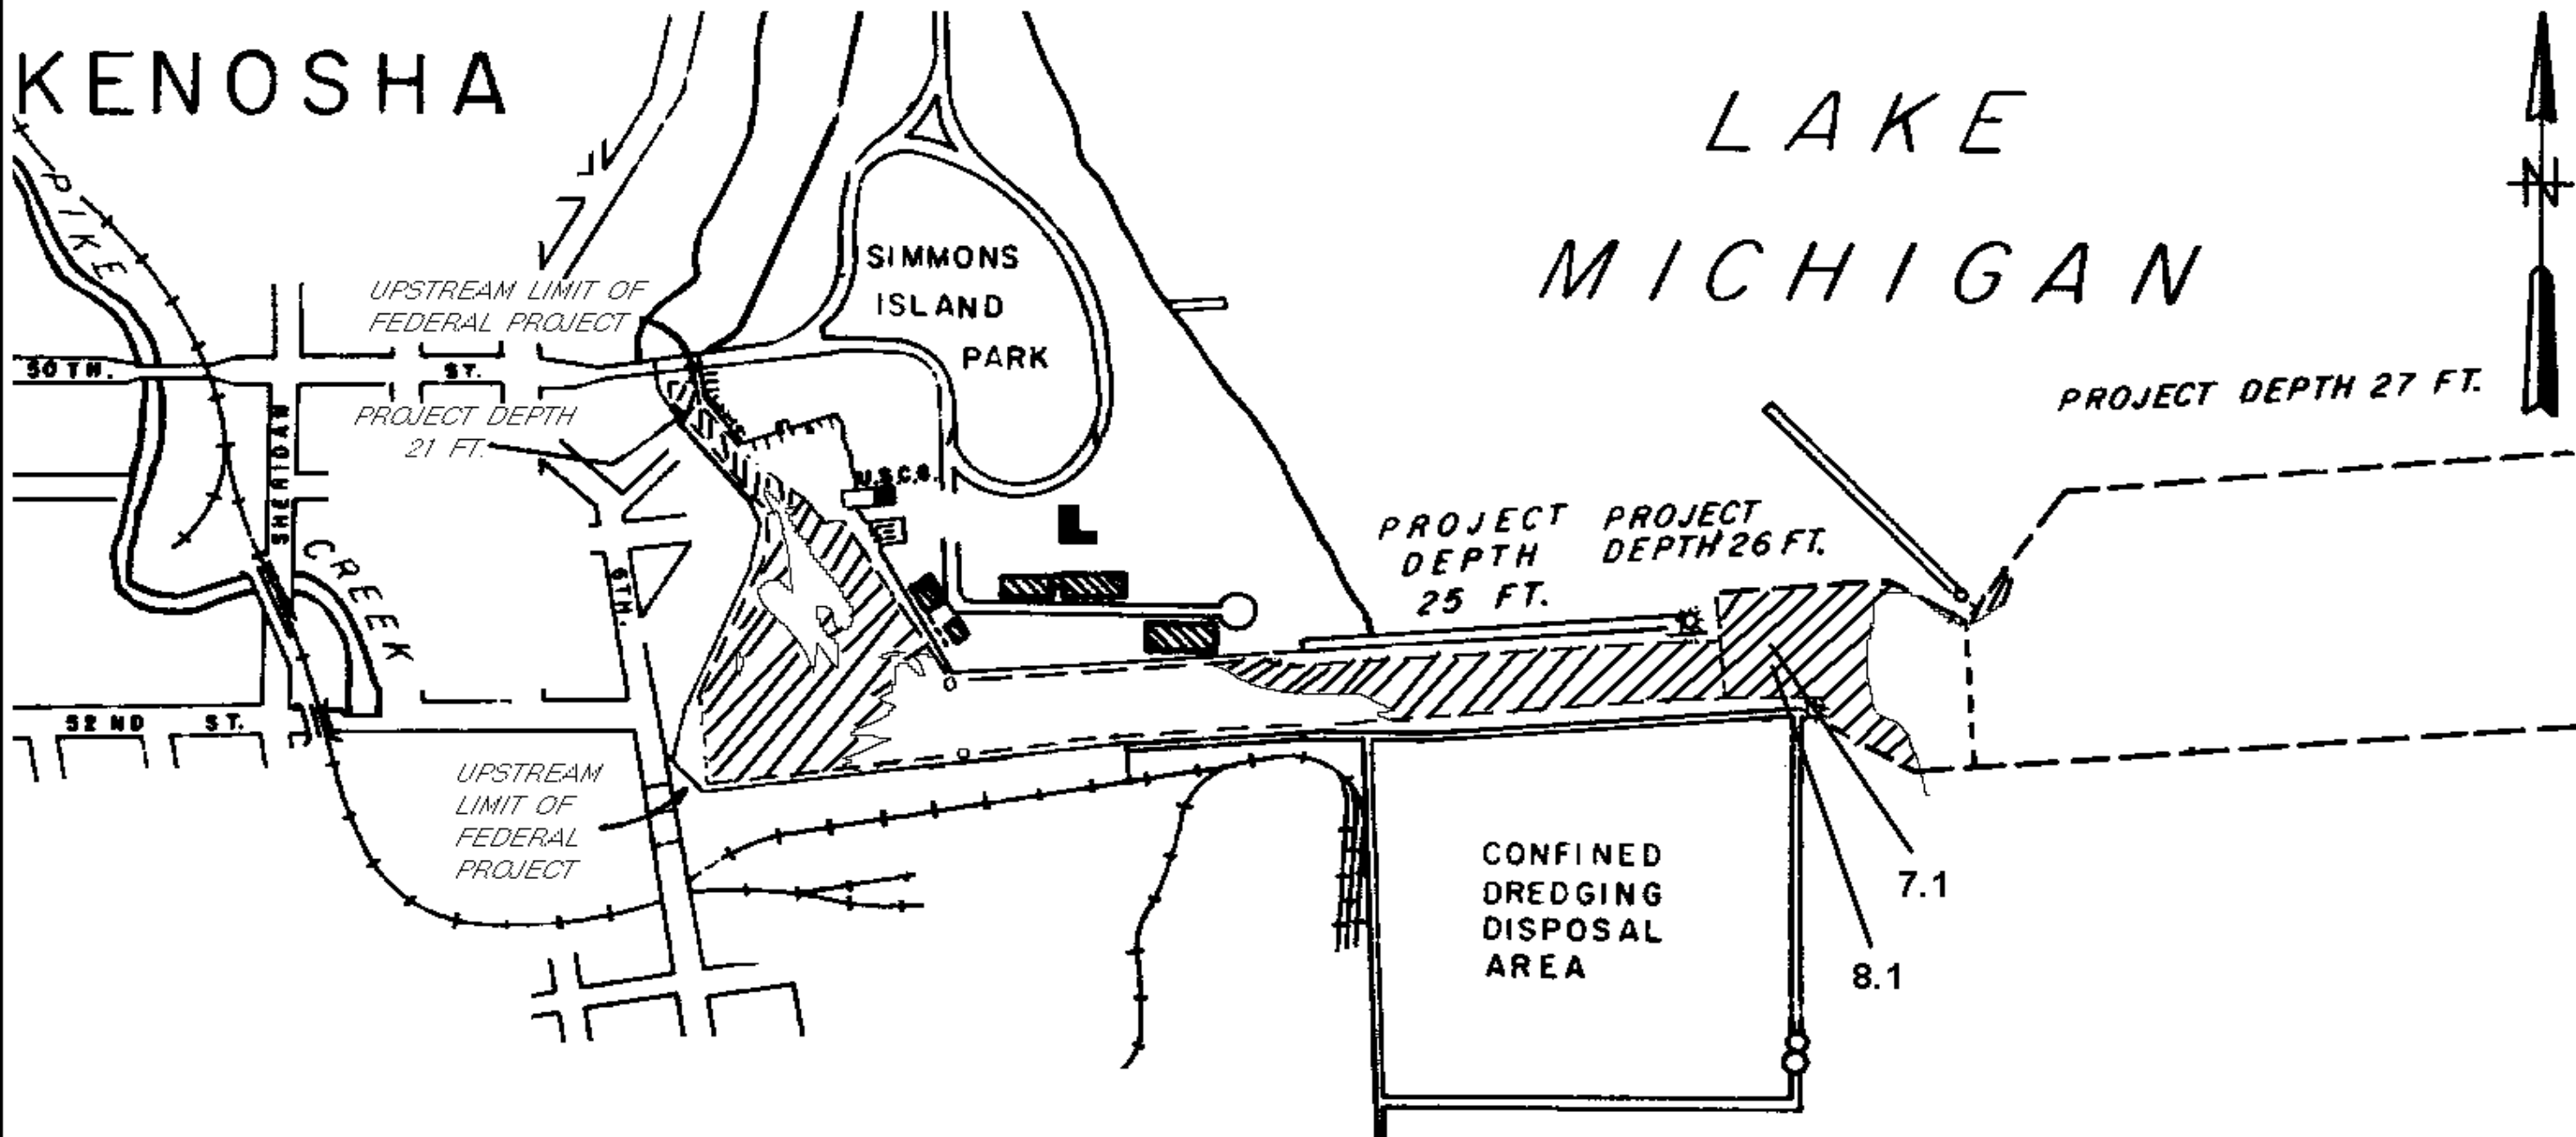 KENOSHA
LAKE
MICHIGAN
N
PIKE
CREEK
SIMMONS
ISLAND
PARK
UPSTREAM LIMIT OF
FEDERAL PROJECT
50 TH.
ST.
PROJECT DEPTH
21 FT.
SHERIDAN
U.S.C.G.
PROJECT DEPTH 27 FT.
PROJECT
DEPTH
25 FT.
PROJECT
DEPTH 26 FT.
6TH.
52 ND ST.
UPSTREAM
LIMIT OF
FEDERAL
PROJECT
CONFINED
DREDGING
DISPOSAL
AREA
7.1
8.1